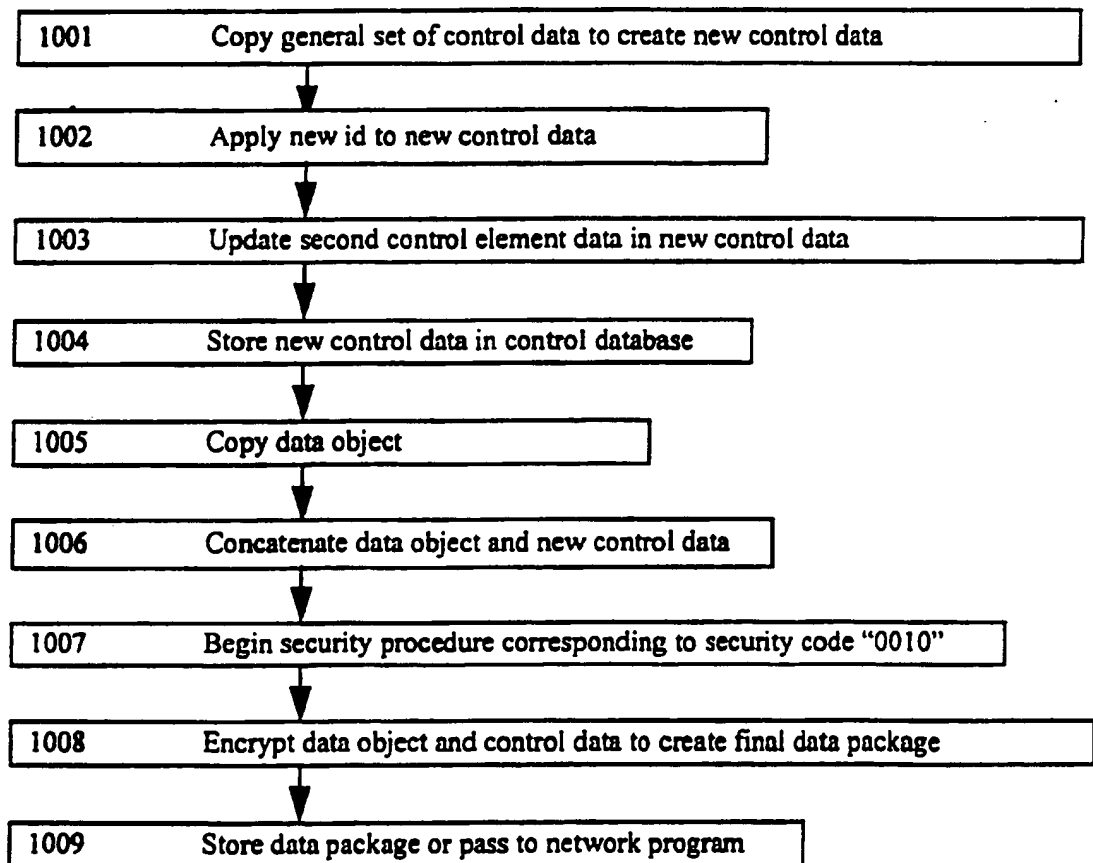 1001 Copy general set of control data to create new control data
1002 Apply new id to new control data
1003 Update second control element data in new control data
1004 Store new control data in control database
1005 Copy data object
1006 Concatenate data object and new control data
1007 Begin security procedure corresponding to security code “0010”
1008 Encrypt data object and control data to create final data package
1009 Store data package or pass to network program